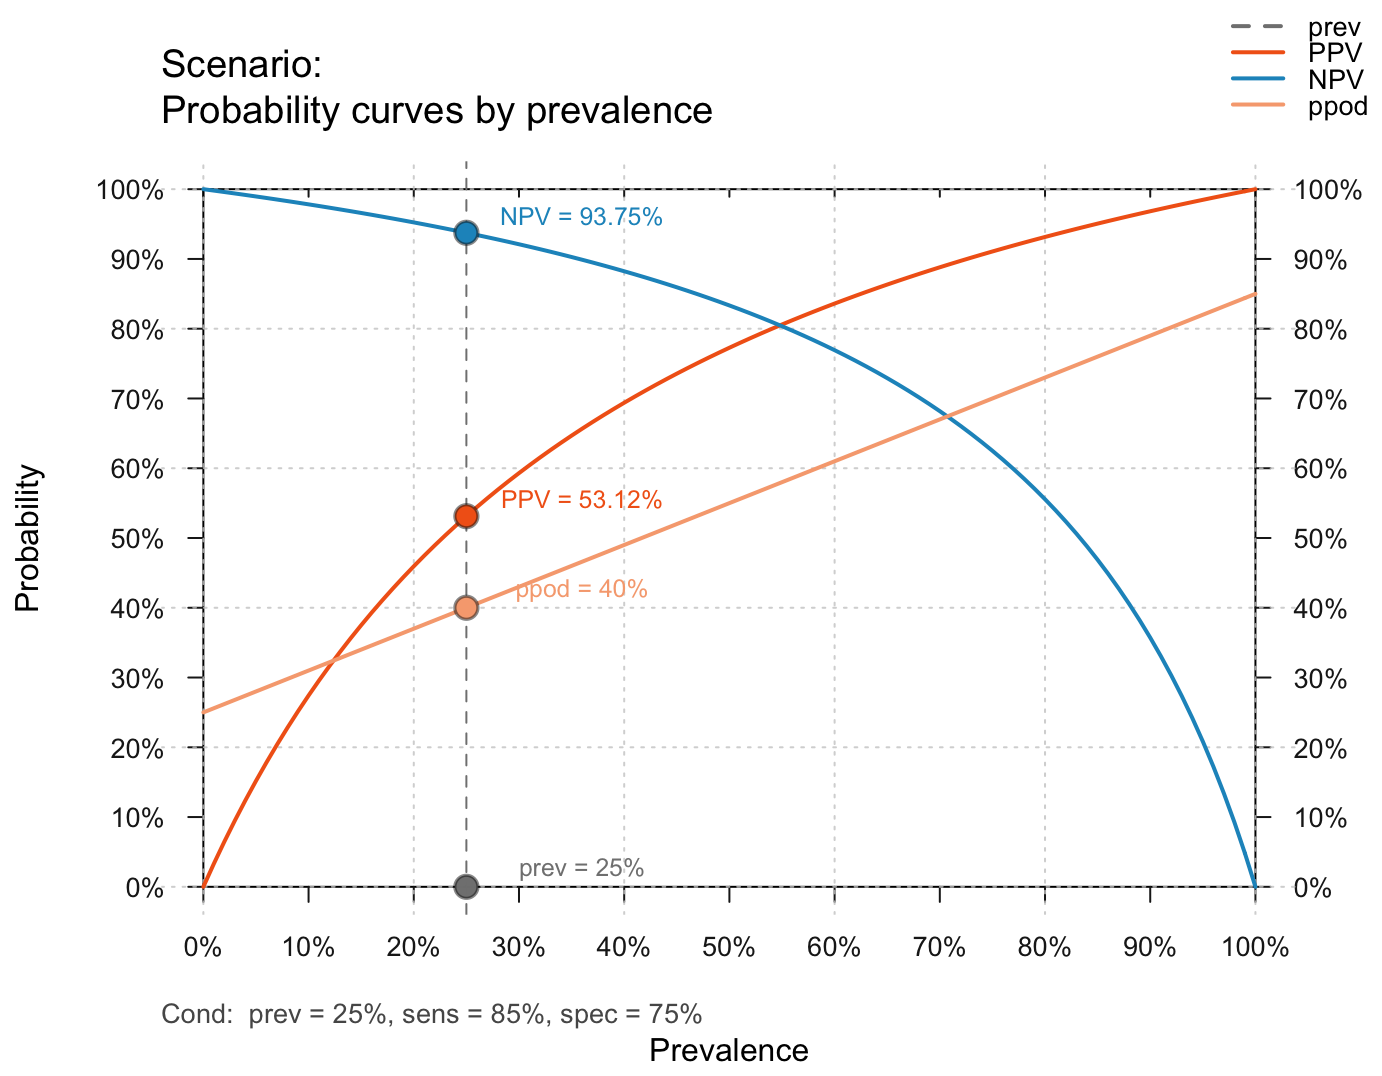 prev
PPV
NPV
ppod
Scenario:
Probability curves by prevalence
100%
90%
80%
70%
60%
50%
40%
30%
20%
10%
0%
Probability
NPV = 93.75%
PPV = 53.12%
ppod = 40%
prev = 25%
100%
90%
80%
70%
60%
50%
40%
30%
20%
10%
0%
0% 10% 20% 30% 40% 50% 60% 70% 80% 90% 100%
Cond:  prev = 25%, sens = 85%, spec = 75%
Prevalence